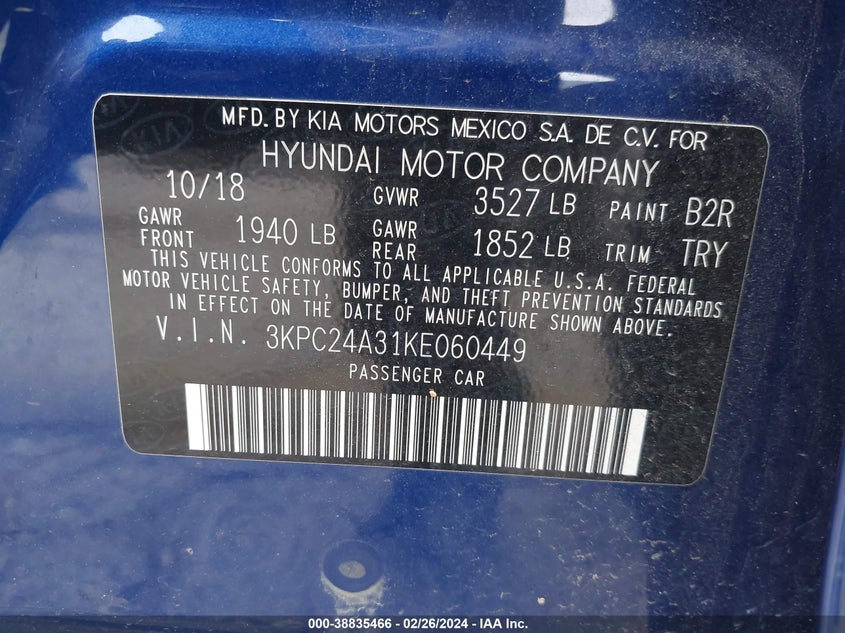 MFD. BY KIA MOTORS MEXICO S.A. DE C.V. FOR
HYUNDAI MOTOR COMPANY
10/18 GVWR 3527 LB PAINT B2R
GAWR FRONT 1940 LB GAWR REAR 1852 LB TRIM TRY
THIS VEHICLE CONFORMS TO ALL APPLICABLE U.S.A. FEDERAL
MOTOR VEHICLE SAFETY, BUMPER, AND THEFT PREVENTION STANDARDS
IN EFFECT ON THE DATE OF MANUFACTURE SHOWN ABOVE.
V.I.N. 3KPC24A31KE060449
PASSENGER CAR
000-38835466 - 02/26/2024 - IAA Inc.